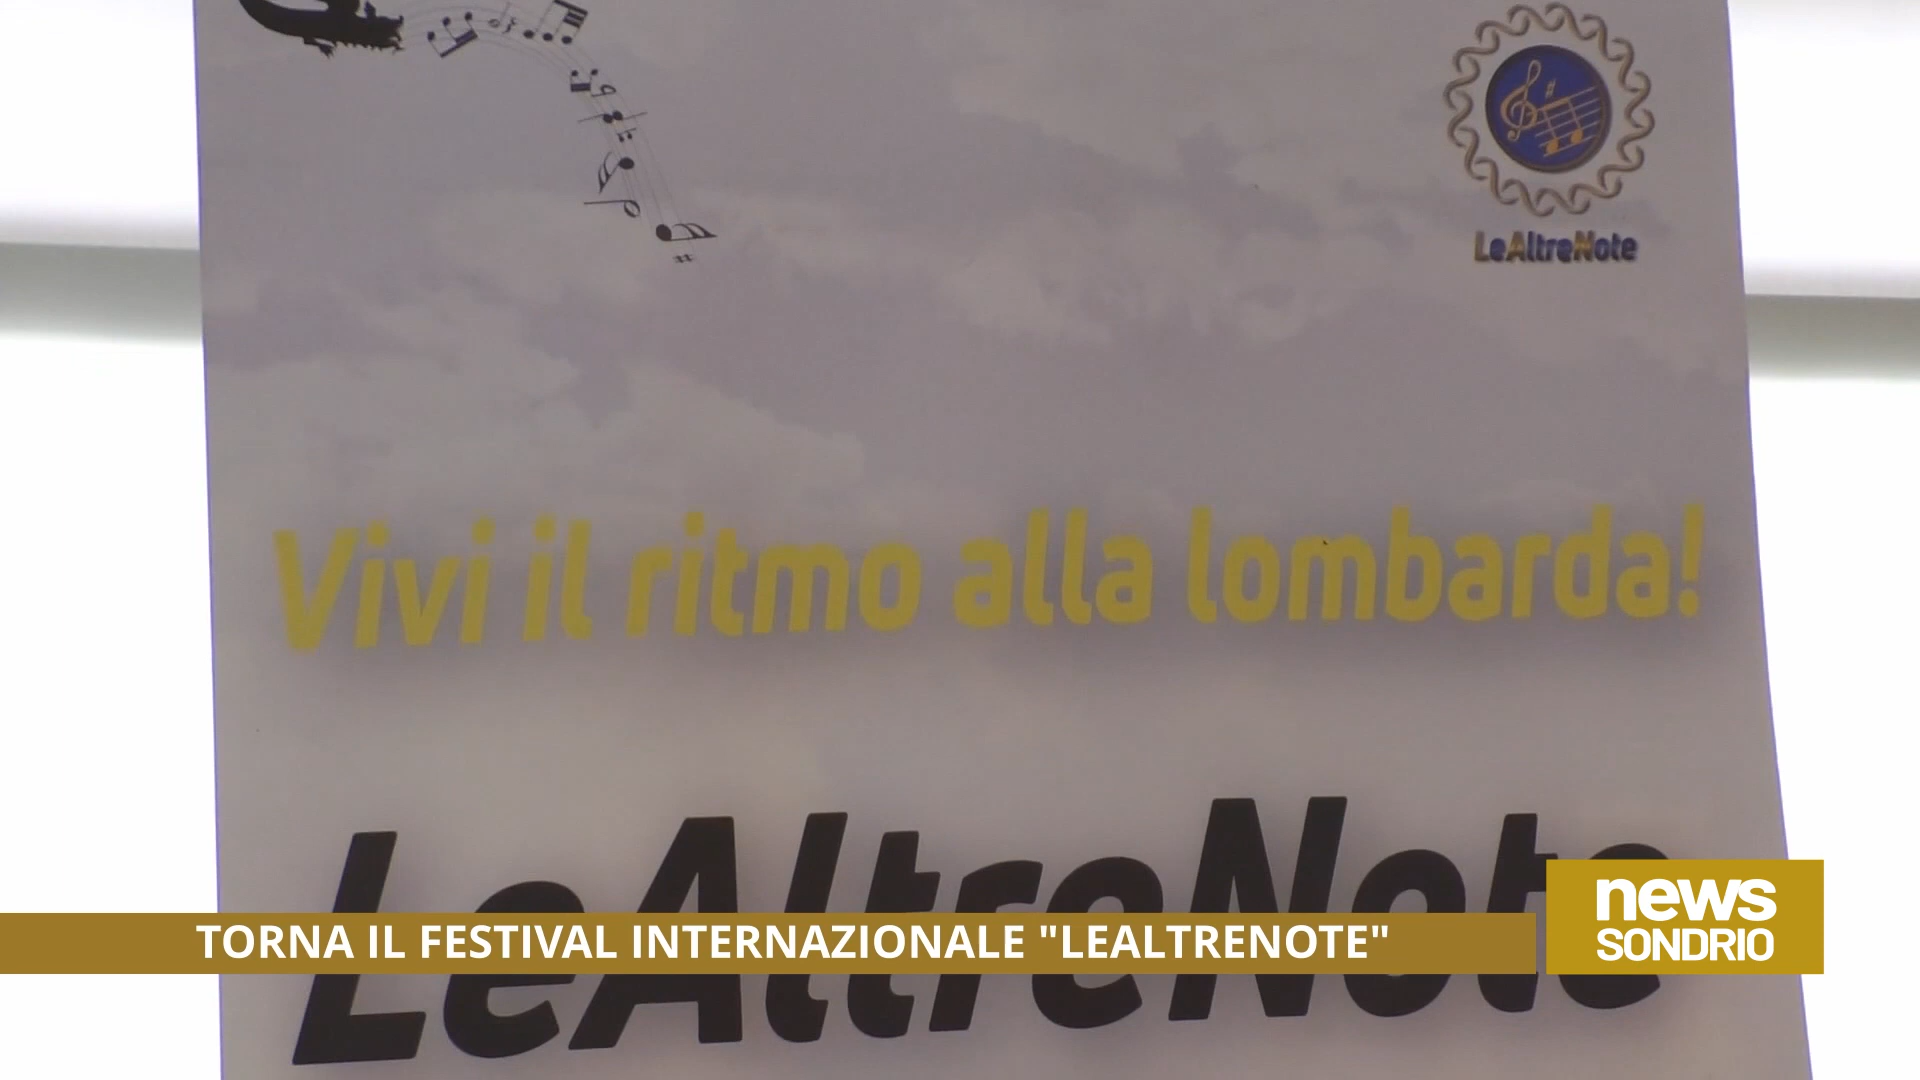 LeAltreNote
Vivi il ritmo alla lombarda!
LeAltreNote
TORNA IL FESTIVAL INTERNAZIONALE "LEALTRENOTE"
news
SONDRIO